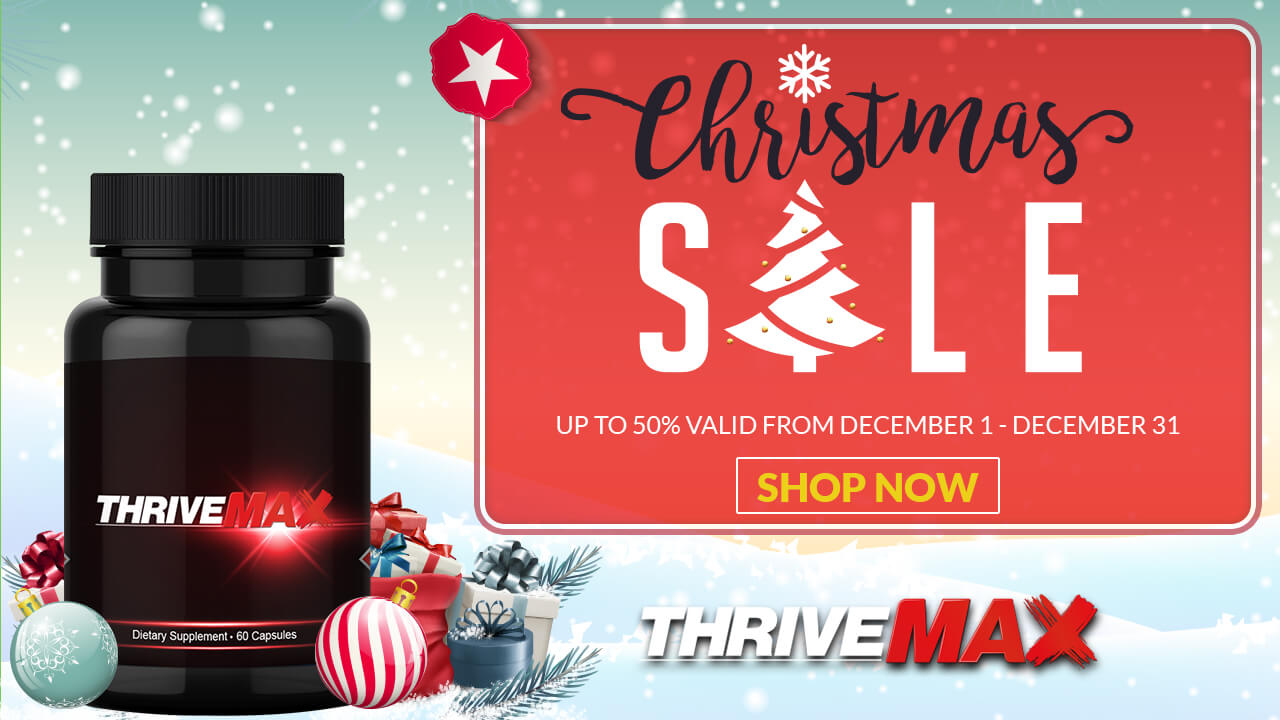 Christmas
SALE
UP TO 50% VALID FROM DECEMBER 1 - DECEMBER 31
SHOP NOW
THRIVEMAX
Dietary Supplement • 60 Capsules
THRIVEMAX